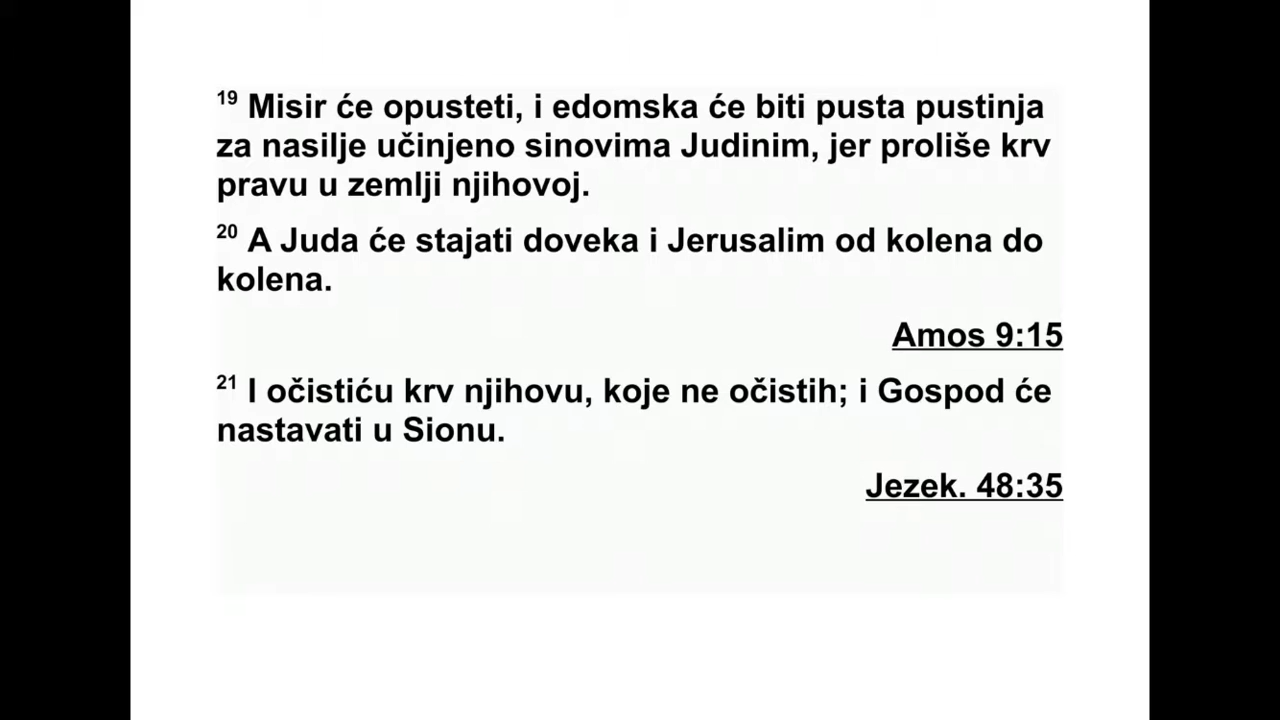 19 Misir će opusteti, i edomska će biti pusta pustinja
za nasilje učinjeno sinovima Judinim, jer proliše krv
pravu u zemlji njihovoj.
20 A Juda će stajati doveka i Jerusalim od kolena do
kolena.
Amos 9:15
21 I očistiću krv njihovu, koje ne očistih; i Gospod će
nastavati u Sionu.
Jezek. 48:35